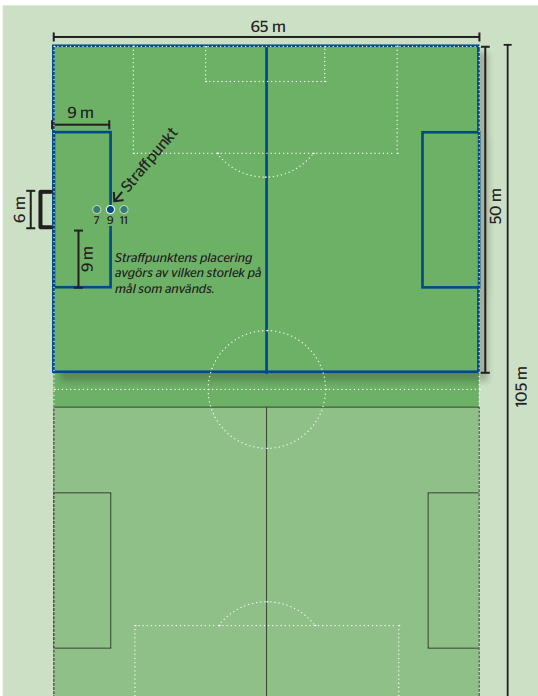 65 m
9 m
Straffpunkt
6 m
7 9 11
50 m
9 m
Straffpunktens placering
avgörs av vilken storlek på
mål som används.
105 m